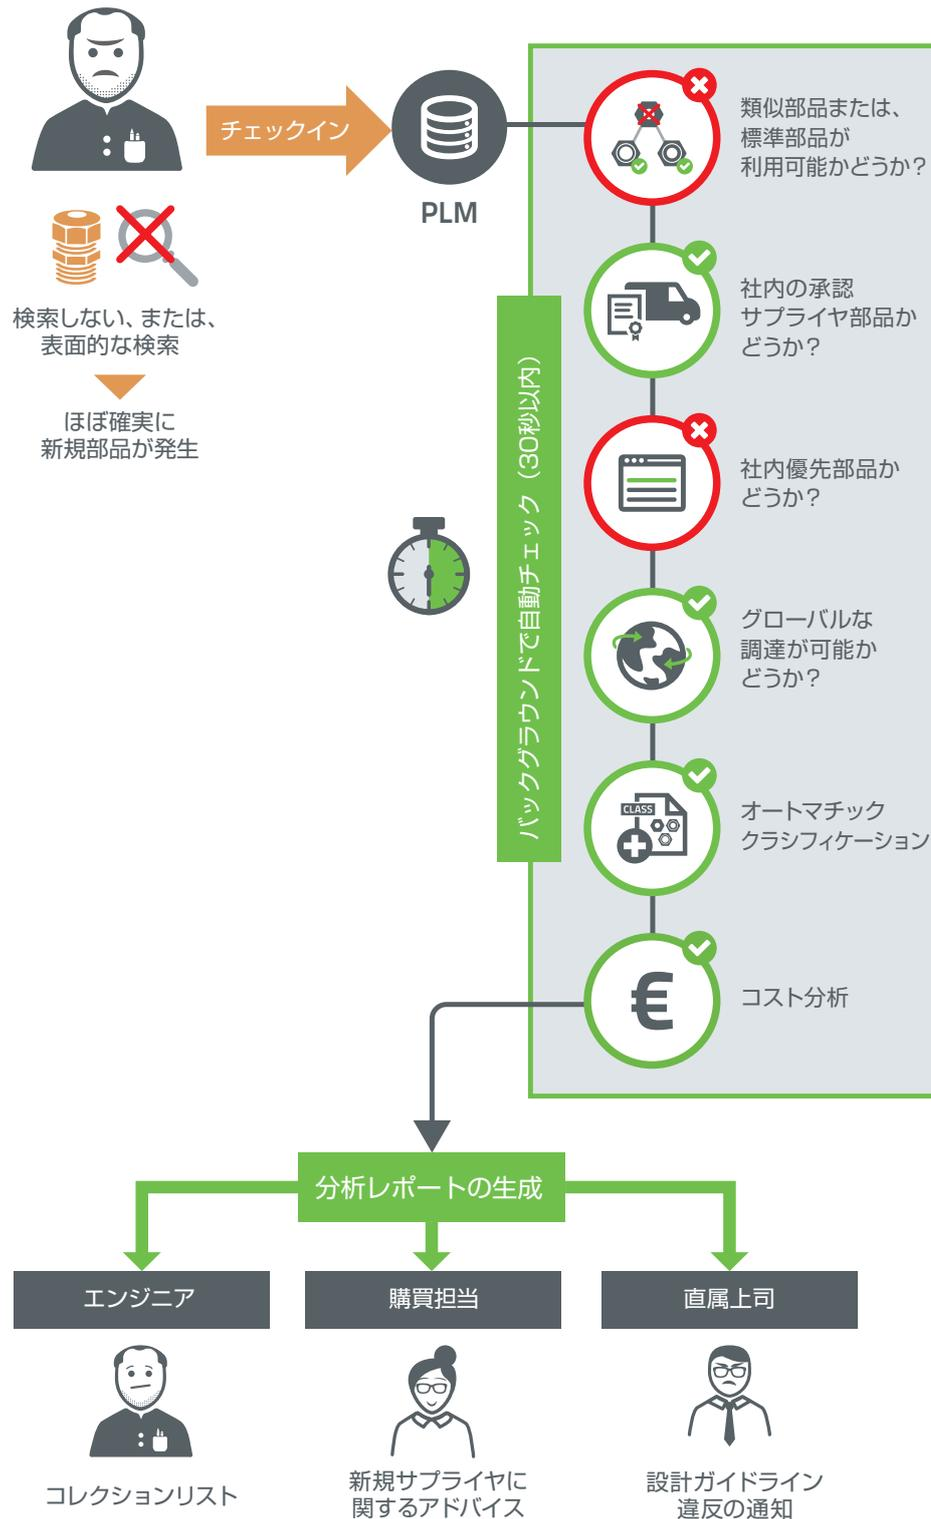 チェックイン
PLM
検索しない、または、
表面的な検索
ほぼ確実に
新規部品が発生
バックグラウンドで自動チェック（30秒以内）
類似部品または、
標準部品が
利用可能かどうか？
社内の承認
サプライヤ部品か
どうか？
社内優先部品か
どうか？
グローバルな
調達が可能か
どうか？
CLASS
オートマチック
クラシフィケーション
€
コスト分析
分析レポートの生成
エンジニア
購買担当
直属上司
コレクションリスト
新規サプライヤに
関するアドバイス
設計ガイドライン
違反の通知